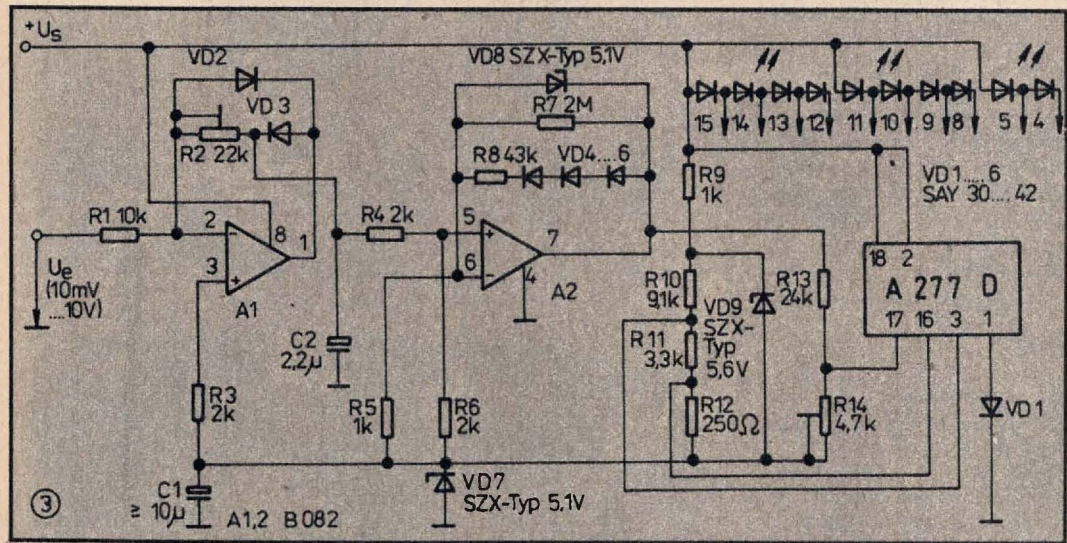 +Us
VD2
VD3
R2 22k
R1 10k
2
3
8
1
A1
Ue
(10mV
....10V)
R3
2k
C1
≥ 10µ
A1,2 B082
C2
2,2µ
VD8 SZX-Typ 5,1V
R7 2M
R8 43k
VD4....6
R4 2k
5
6
7
4
A2
R5
1k
R6
2k
VD7
SZX-Typ 5,1V
15 14 13 12 11 10 9 8 5 4
R9
1k
VD1.....6
SAY 30....42
R10
9,1k
R11
3,3k
R12
250Ω
VD9
SZX-
Typ
5,6V
R13
24k
R14
4,7k
18 2
A 277 D
17 16 3 1
VD1
3